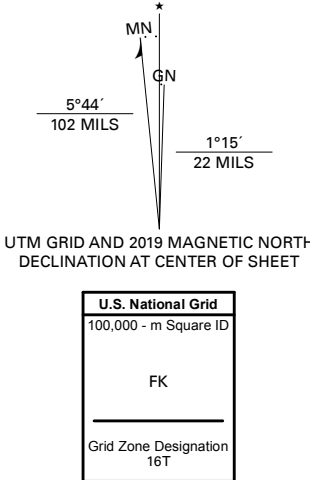 ★
MN
GN
5°44´
102 MILS
1°15´
22 MILS
UTM GRID AND 2019 MAGNETIC NORTH
DECLINATION AT CENTER OF SHEET
U.S. National Grid
100,000 - m Square ID
FK
Grid Zone Designation
16T